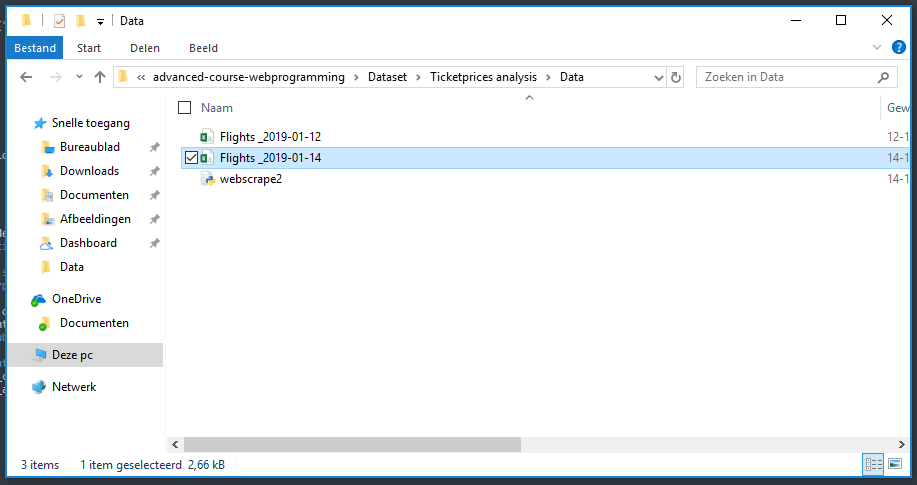 Data
Bestand Start Delen Beeld
« advanced-course-webprogramming > Dataset > Ticketprices analysis > Data
Zoeken in Data
Naam Gew
Snelle toegang
Bureaublad
Downloads
Documenten
Afbeeldingen
Dashboard
Data
OneDrive
Documenten
Deze pc
Netwerk
Flights _2019-01-12 12-1
Flights _2019-01-14 14-1
webscrape2 14-1
3 items 1 item geselecteerd 2,66 kB